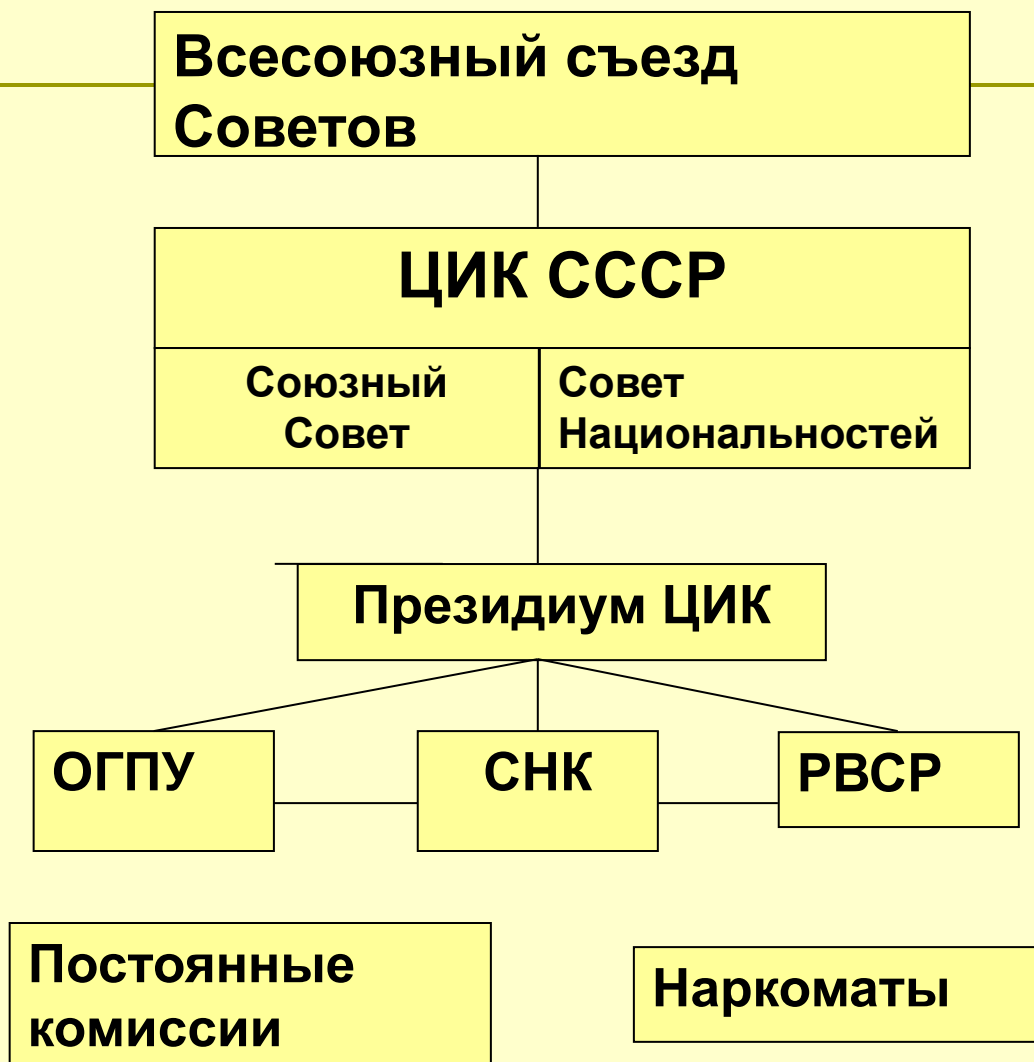 Всесоюзный съезд
Советов
ЦИК СССР
Союзный
Совет
Совет
Национальностей
Президиум ЦИК
ОГПУ
СНК
РВСР
Постоянные
комиссии
Наркоматы